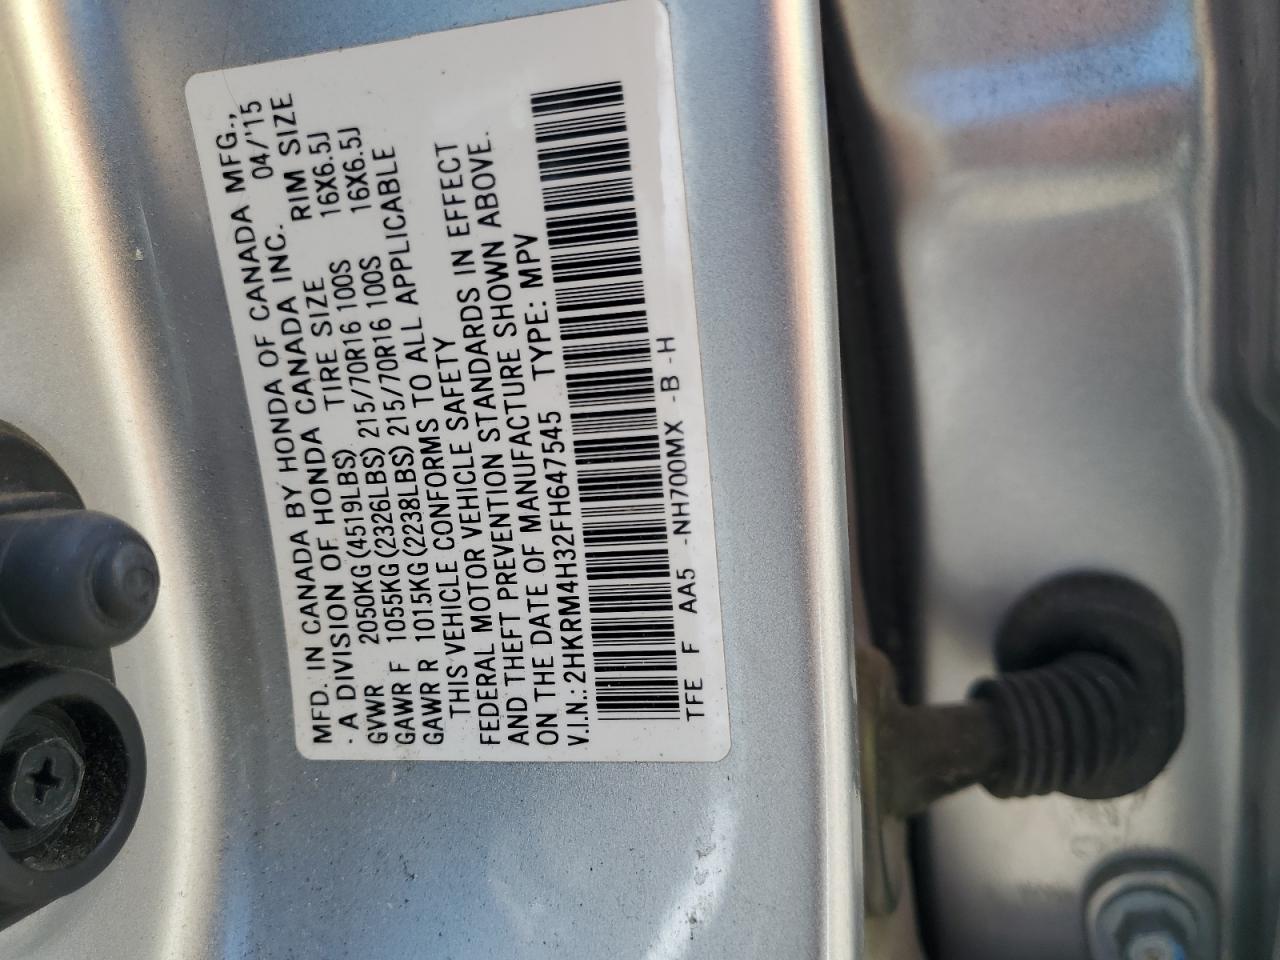 MFD. IN CANADA BY HONDA OF CANADA MFG.,
A DIVISION OF HONDA CANADA INC. 04/'15
TIRE SIZE RIM SIZE
GVWR 2050KG(4519LBS)
GAWR F 1055KG(2326LBS) 215/70R16 100S 16X6.5J
GAWR R 1015KG(2238LBS) 215/70R16 100S 16X6.5J
THIS VEHICLE CONFORMS TO ALL APPLICABLE
FEDERAL MOTOR VEHICLE SAFETY
STANDARDS IN EFFECT
AND THEFT PREVENTION STANDARDS IN EFFECT
ON THE DATE OF MANUFACTURE SHOWN ABOVE.
V.I.N.: 2HKRM4H32FH647545 TYPE: MPV
TFE F AA5 -NH700MX -B -H